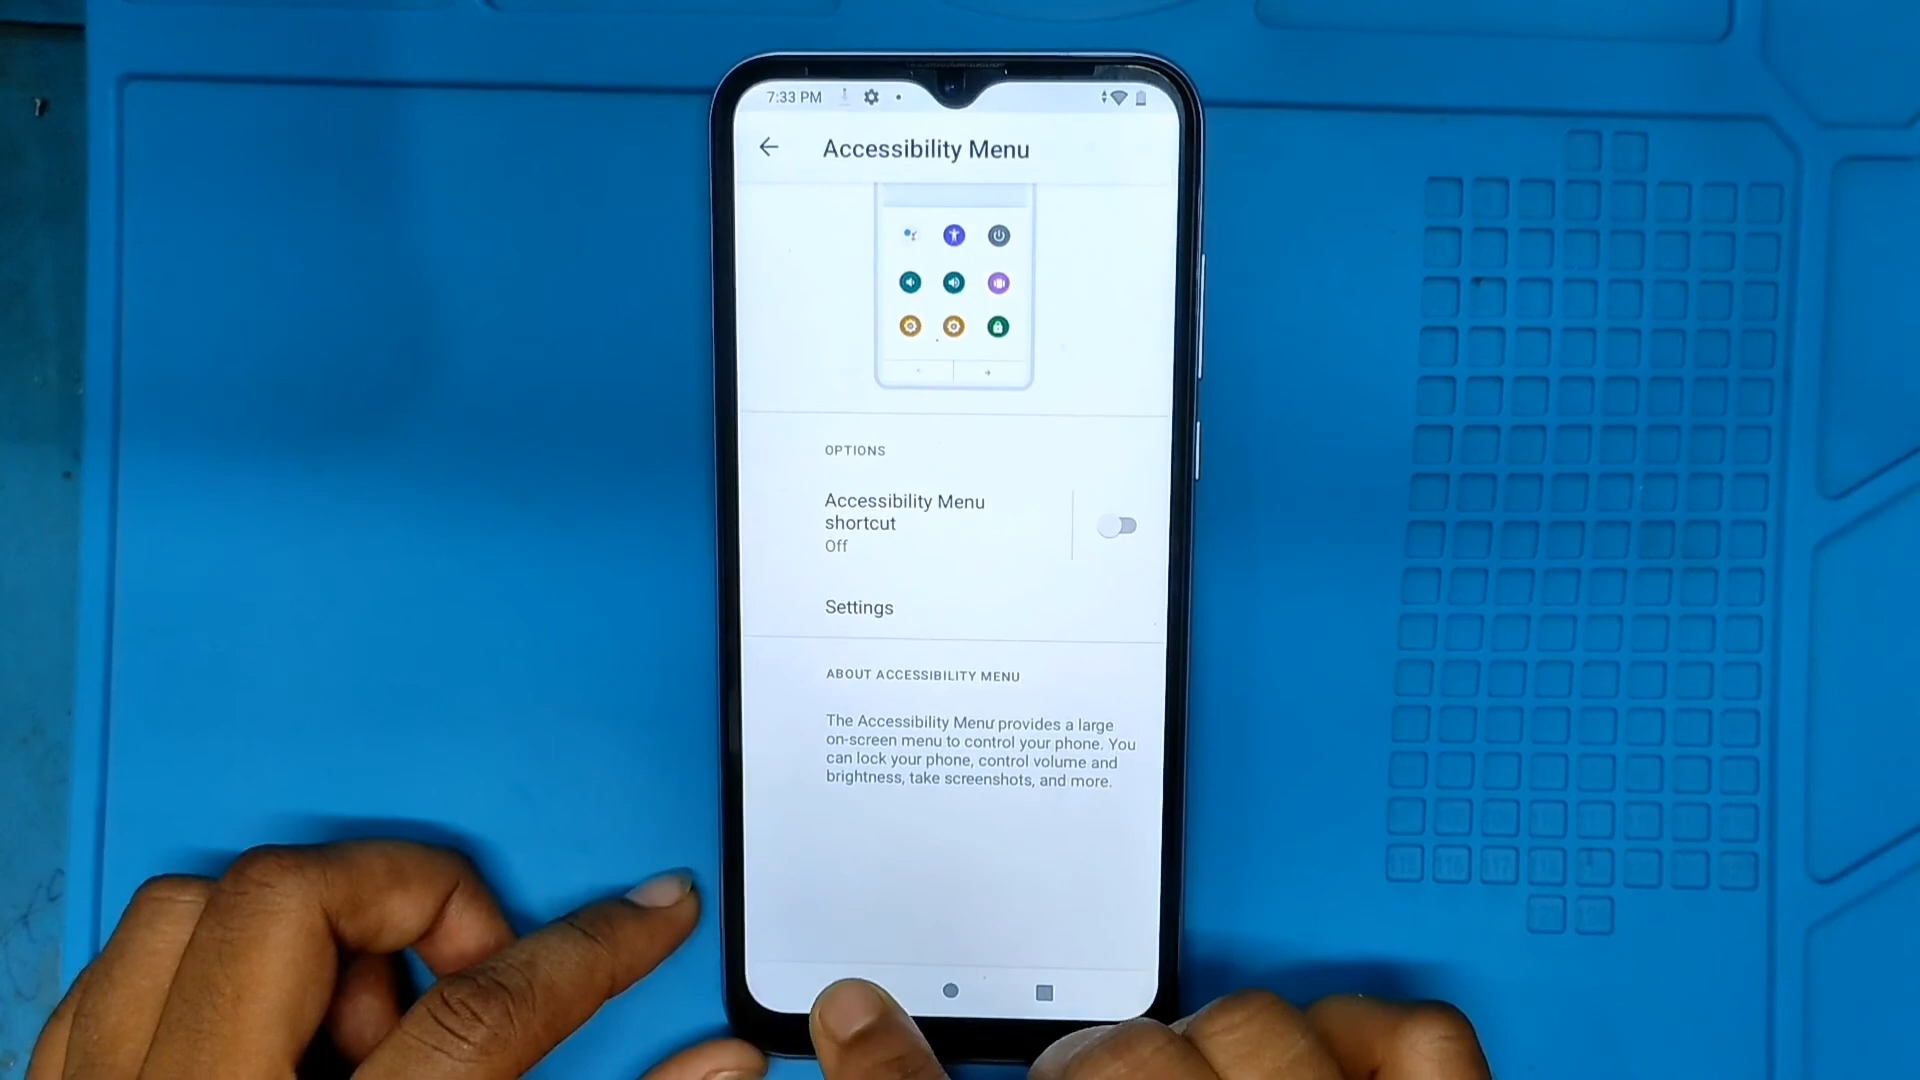 7:33 PM
Accessibility Menu
OPTIONS
Accessibility Menu
shortcut
Off
Settings
ABOUT ACCESSIBILITY MENU
The Accessibility Menu provides a large
on-screen menu to control your phone. You
can lock your phone, control volume and
brightness, take screenshots, and more.